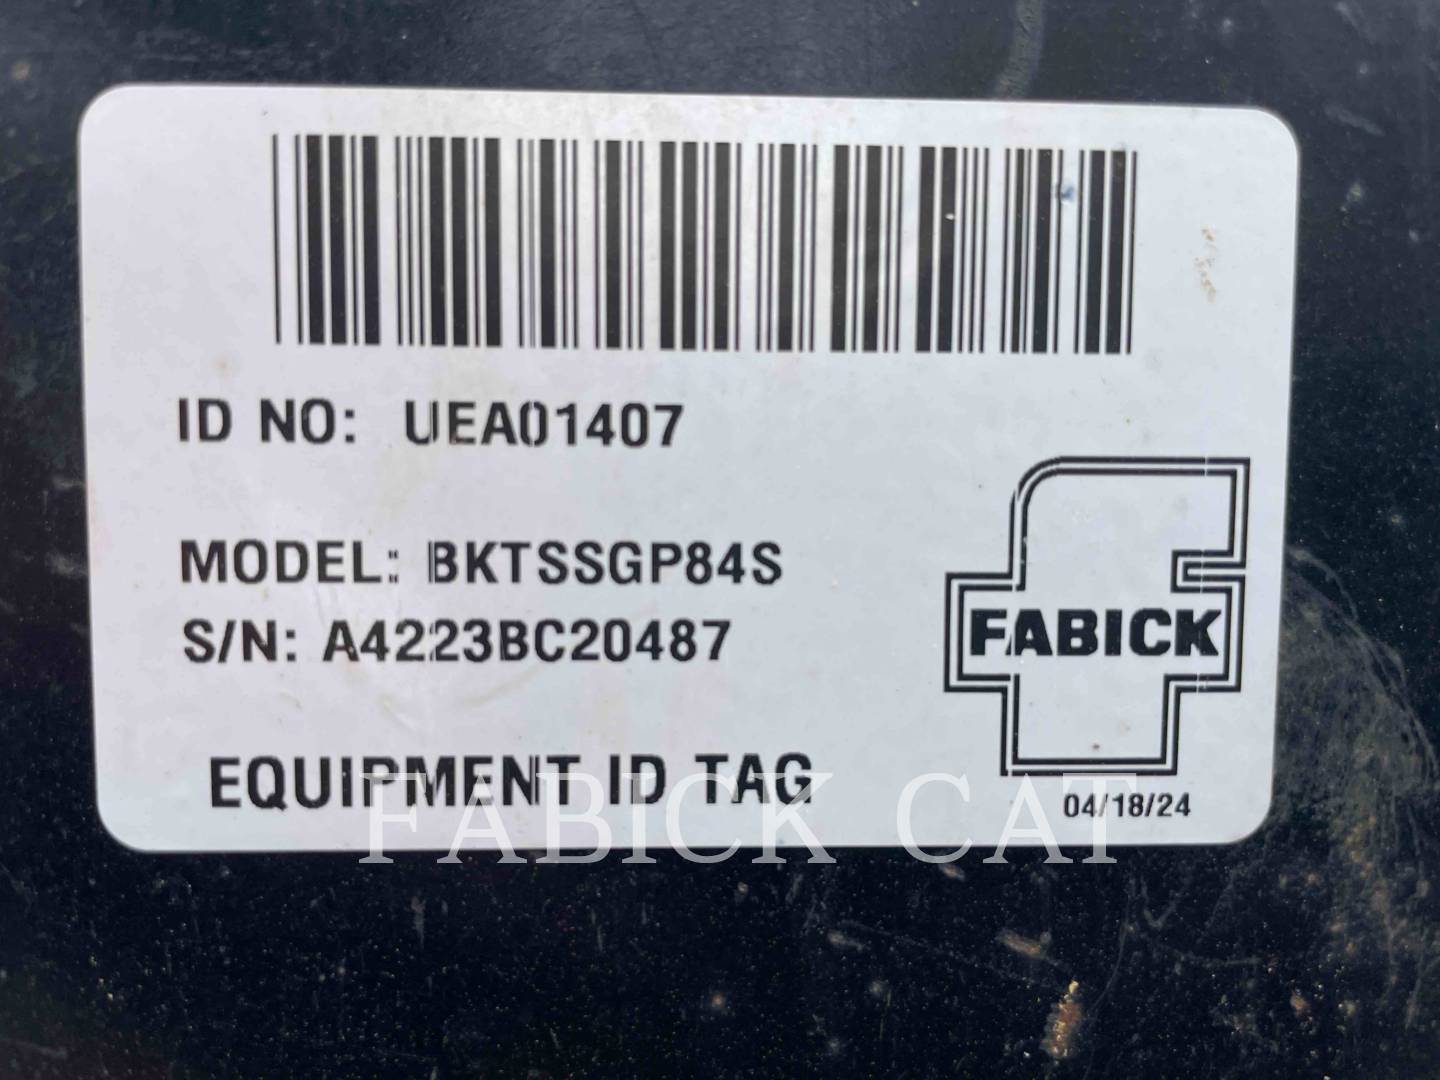 ID NO: UEA01407
MODEL: BKTSSGP84S
S/N: A4223BC20487
FABICK
EQUIPMENT ID TAG
04/18/24
FABICK CAT